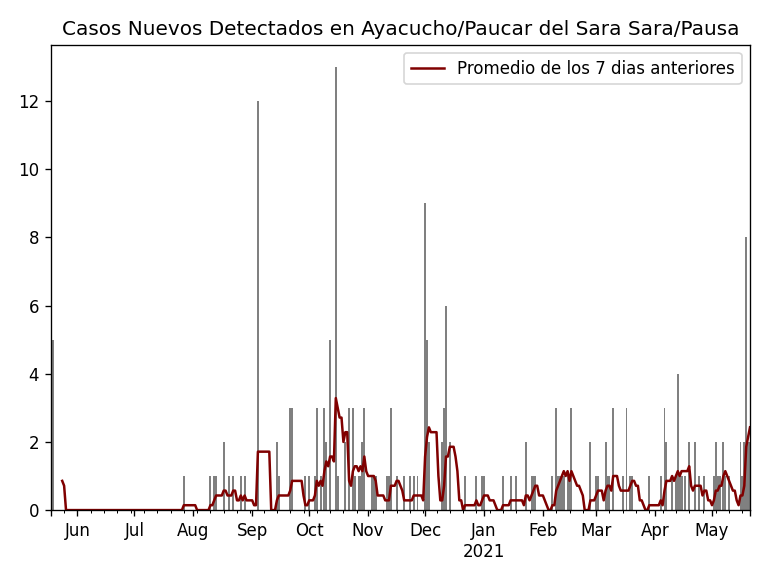 Casos Nuevos Detectados en Ayacucho/Paucar del Sara Sara/Pausa
Promedio de los 7 dias anteriores
12
10
8
6
4
2
0
Jun Jul Aug Sep Oct Nov Dec Jan Feb Mar Apr May
2021